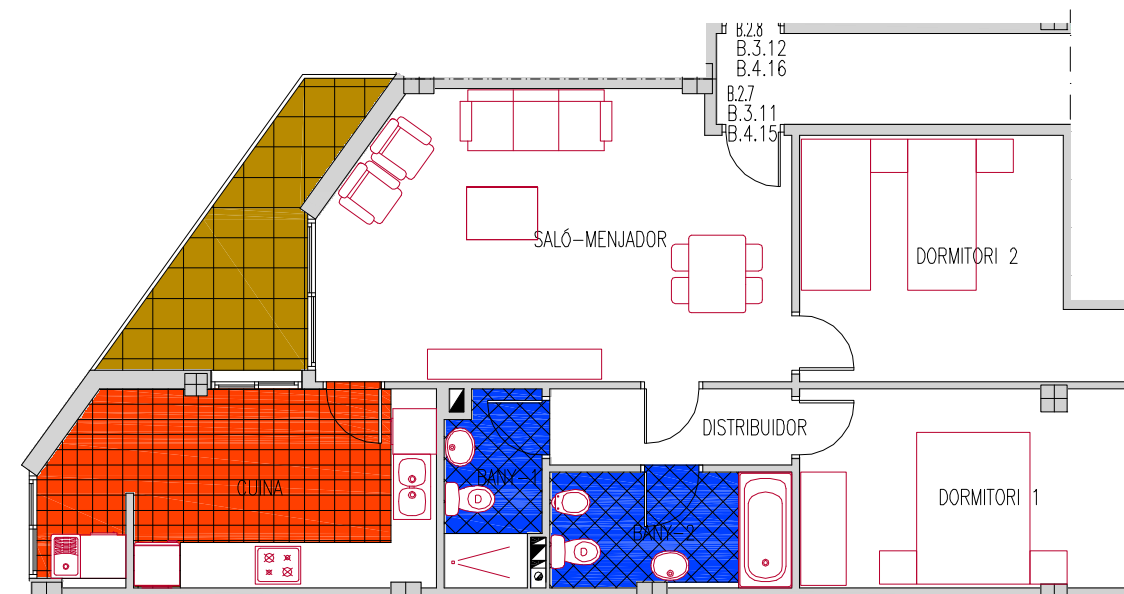 B.2.8
B.3.12
B.4.16
B.2.7
B.3.11
B.4.15
SALÓ-MENJADOR
DORMITORI 2
DISTRIBUIDOR
CUINA
BANY-1
DORMITORI 1
BANY-2